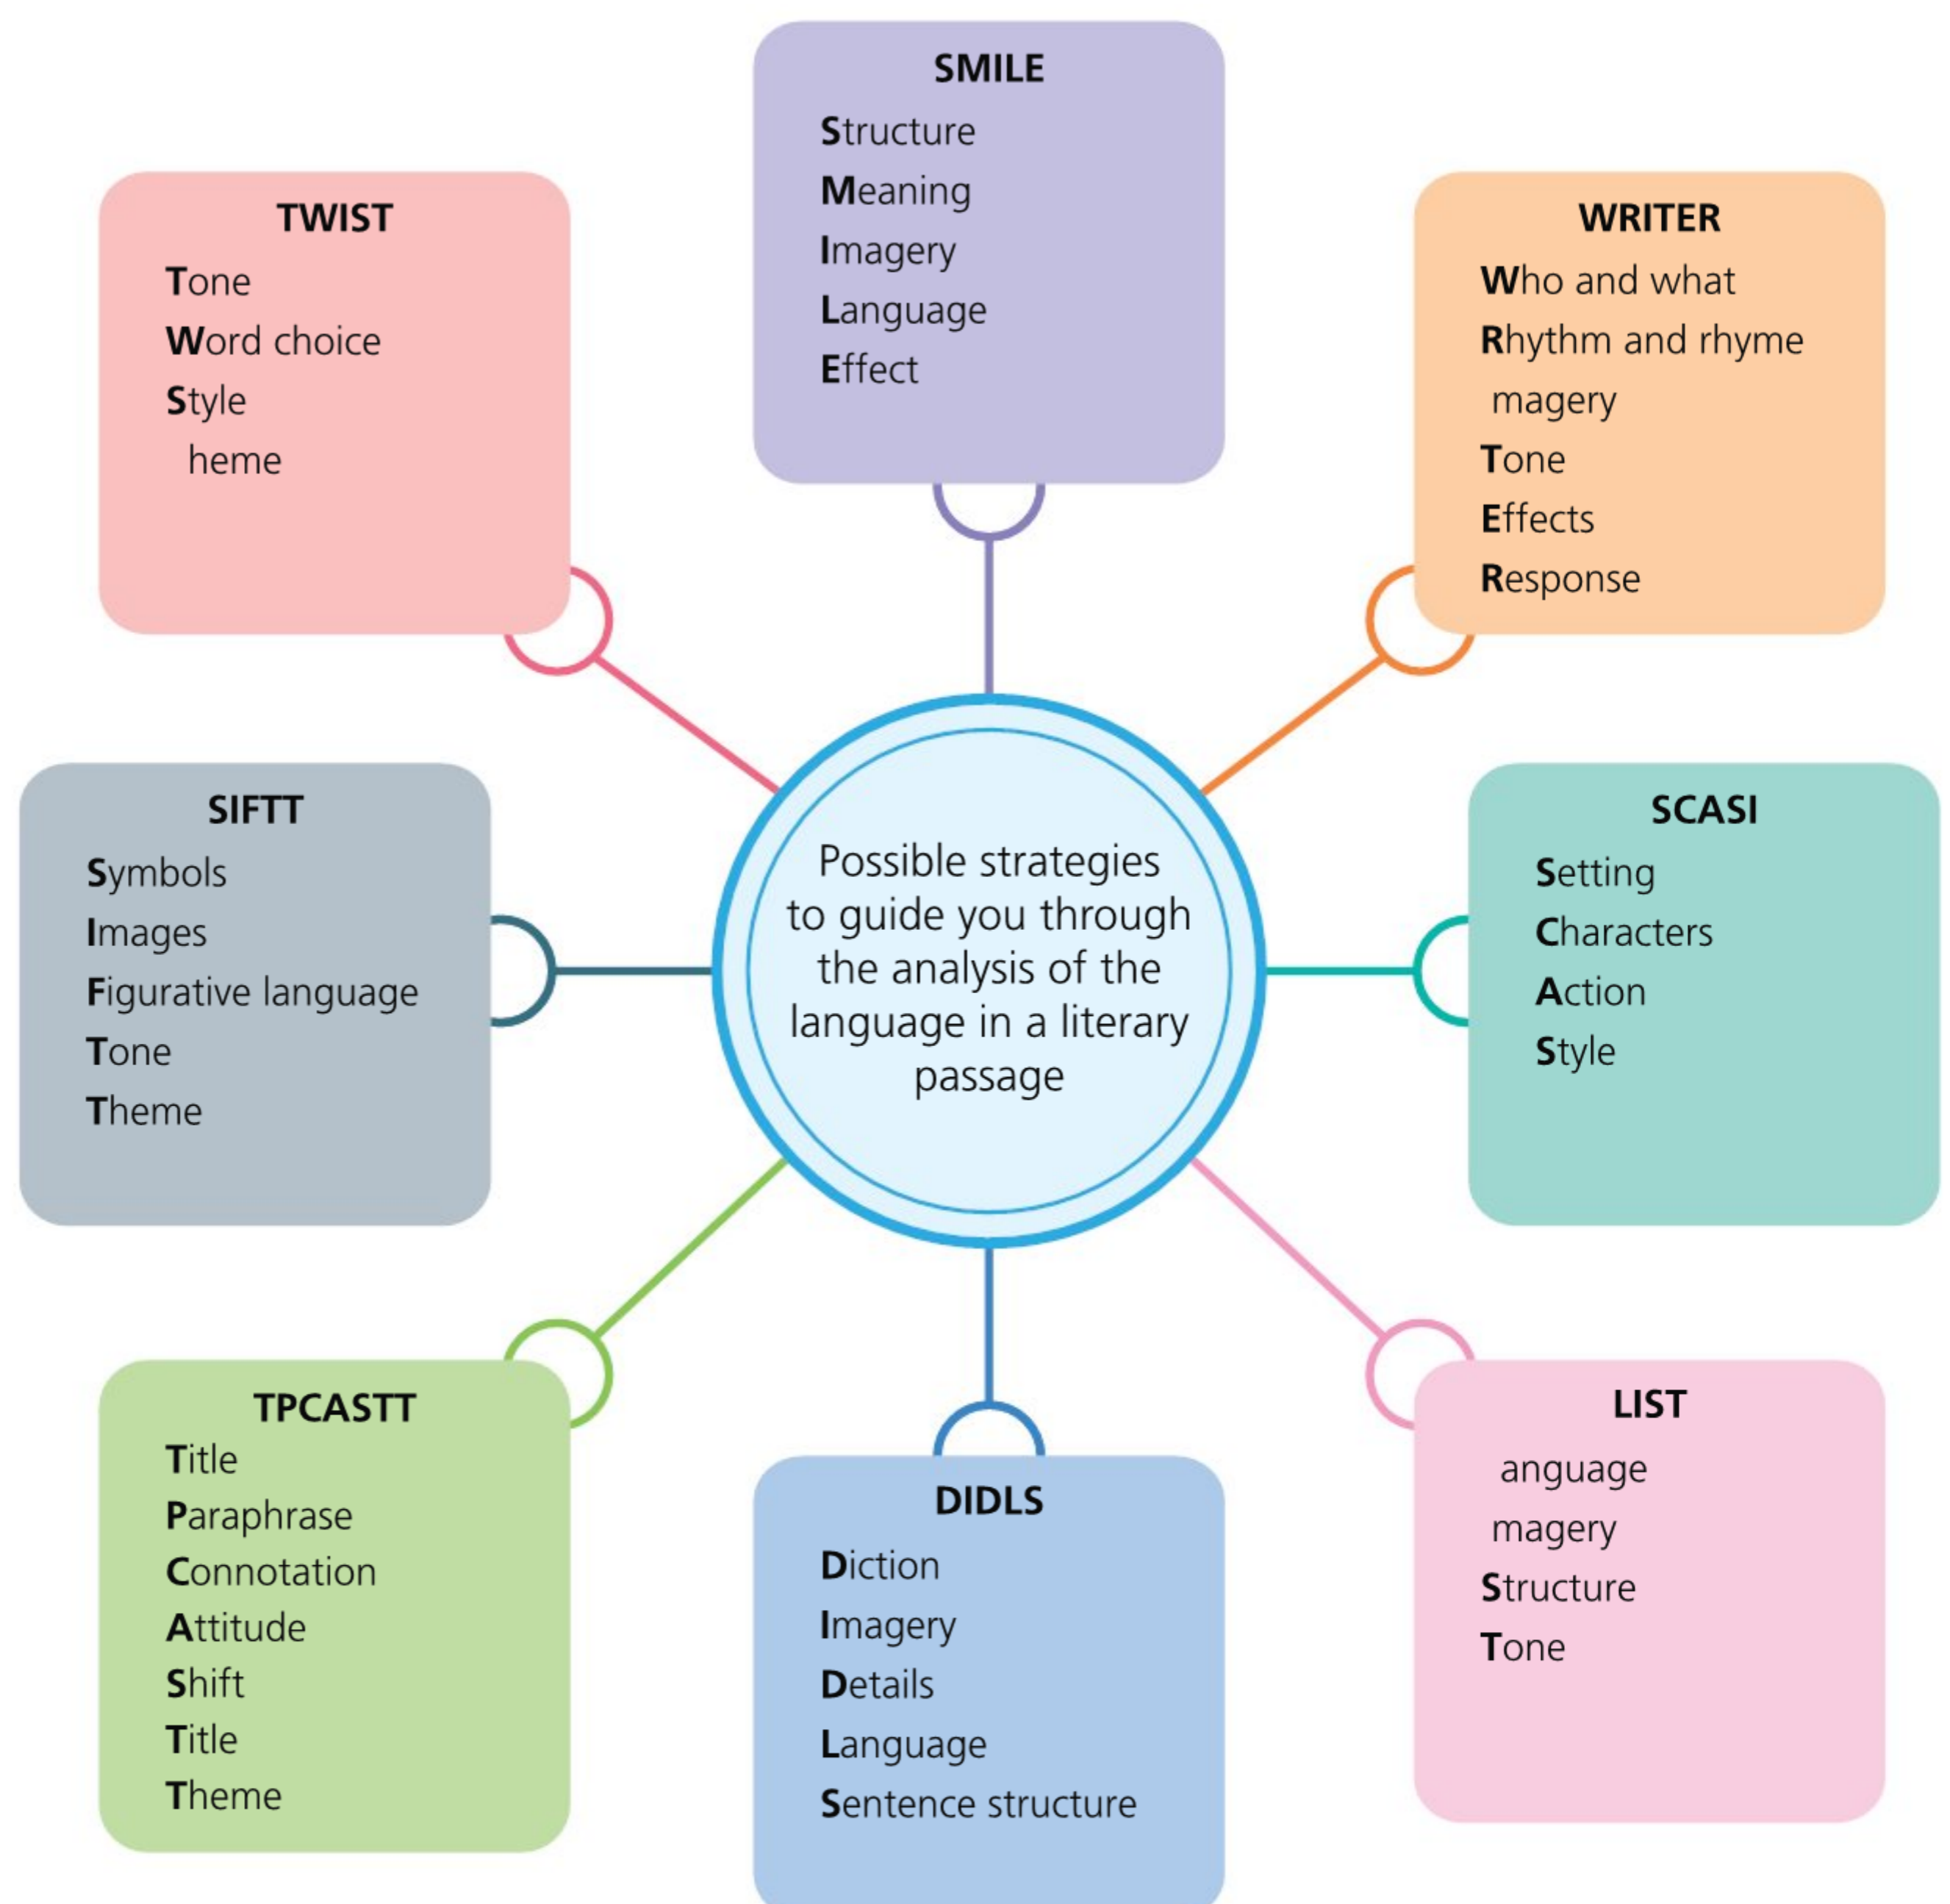 SMILE
Structure
Meaning
Imagery
Language
Effect
TWIST
Tone
Word choice
Style
heme
WRITER
Who and what
Rhythm and rhyme
magery
Tone
Effects
Response
SIFTT
Symbols
Images
Figurative language
Tone
Theme
Possible strategies
to guide you through
the analysis of the
language in a literary
passage
SCASI
Setting
Characters
Action
Style
TPCASTT
Title
Paraphrase
Connotation
Attitude
Shift
Title
Theme
DIDLS
Diction
Imagery
Details
Language
Sentence structure
LIST
anguage
magery
Structure
Tone